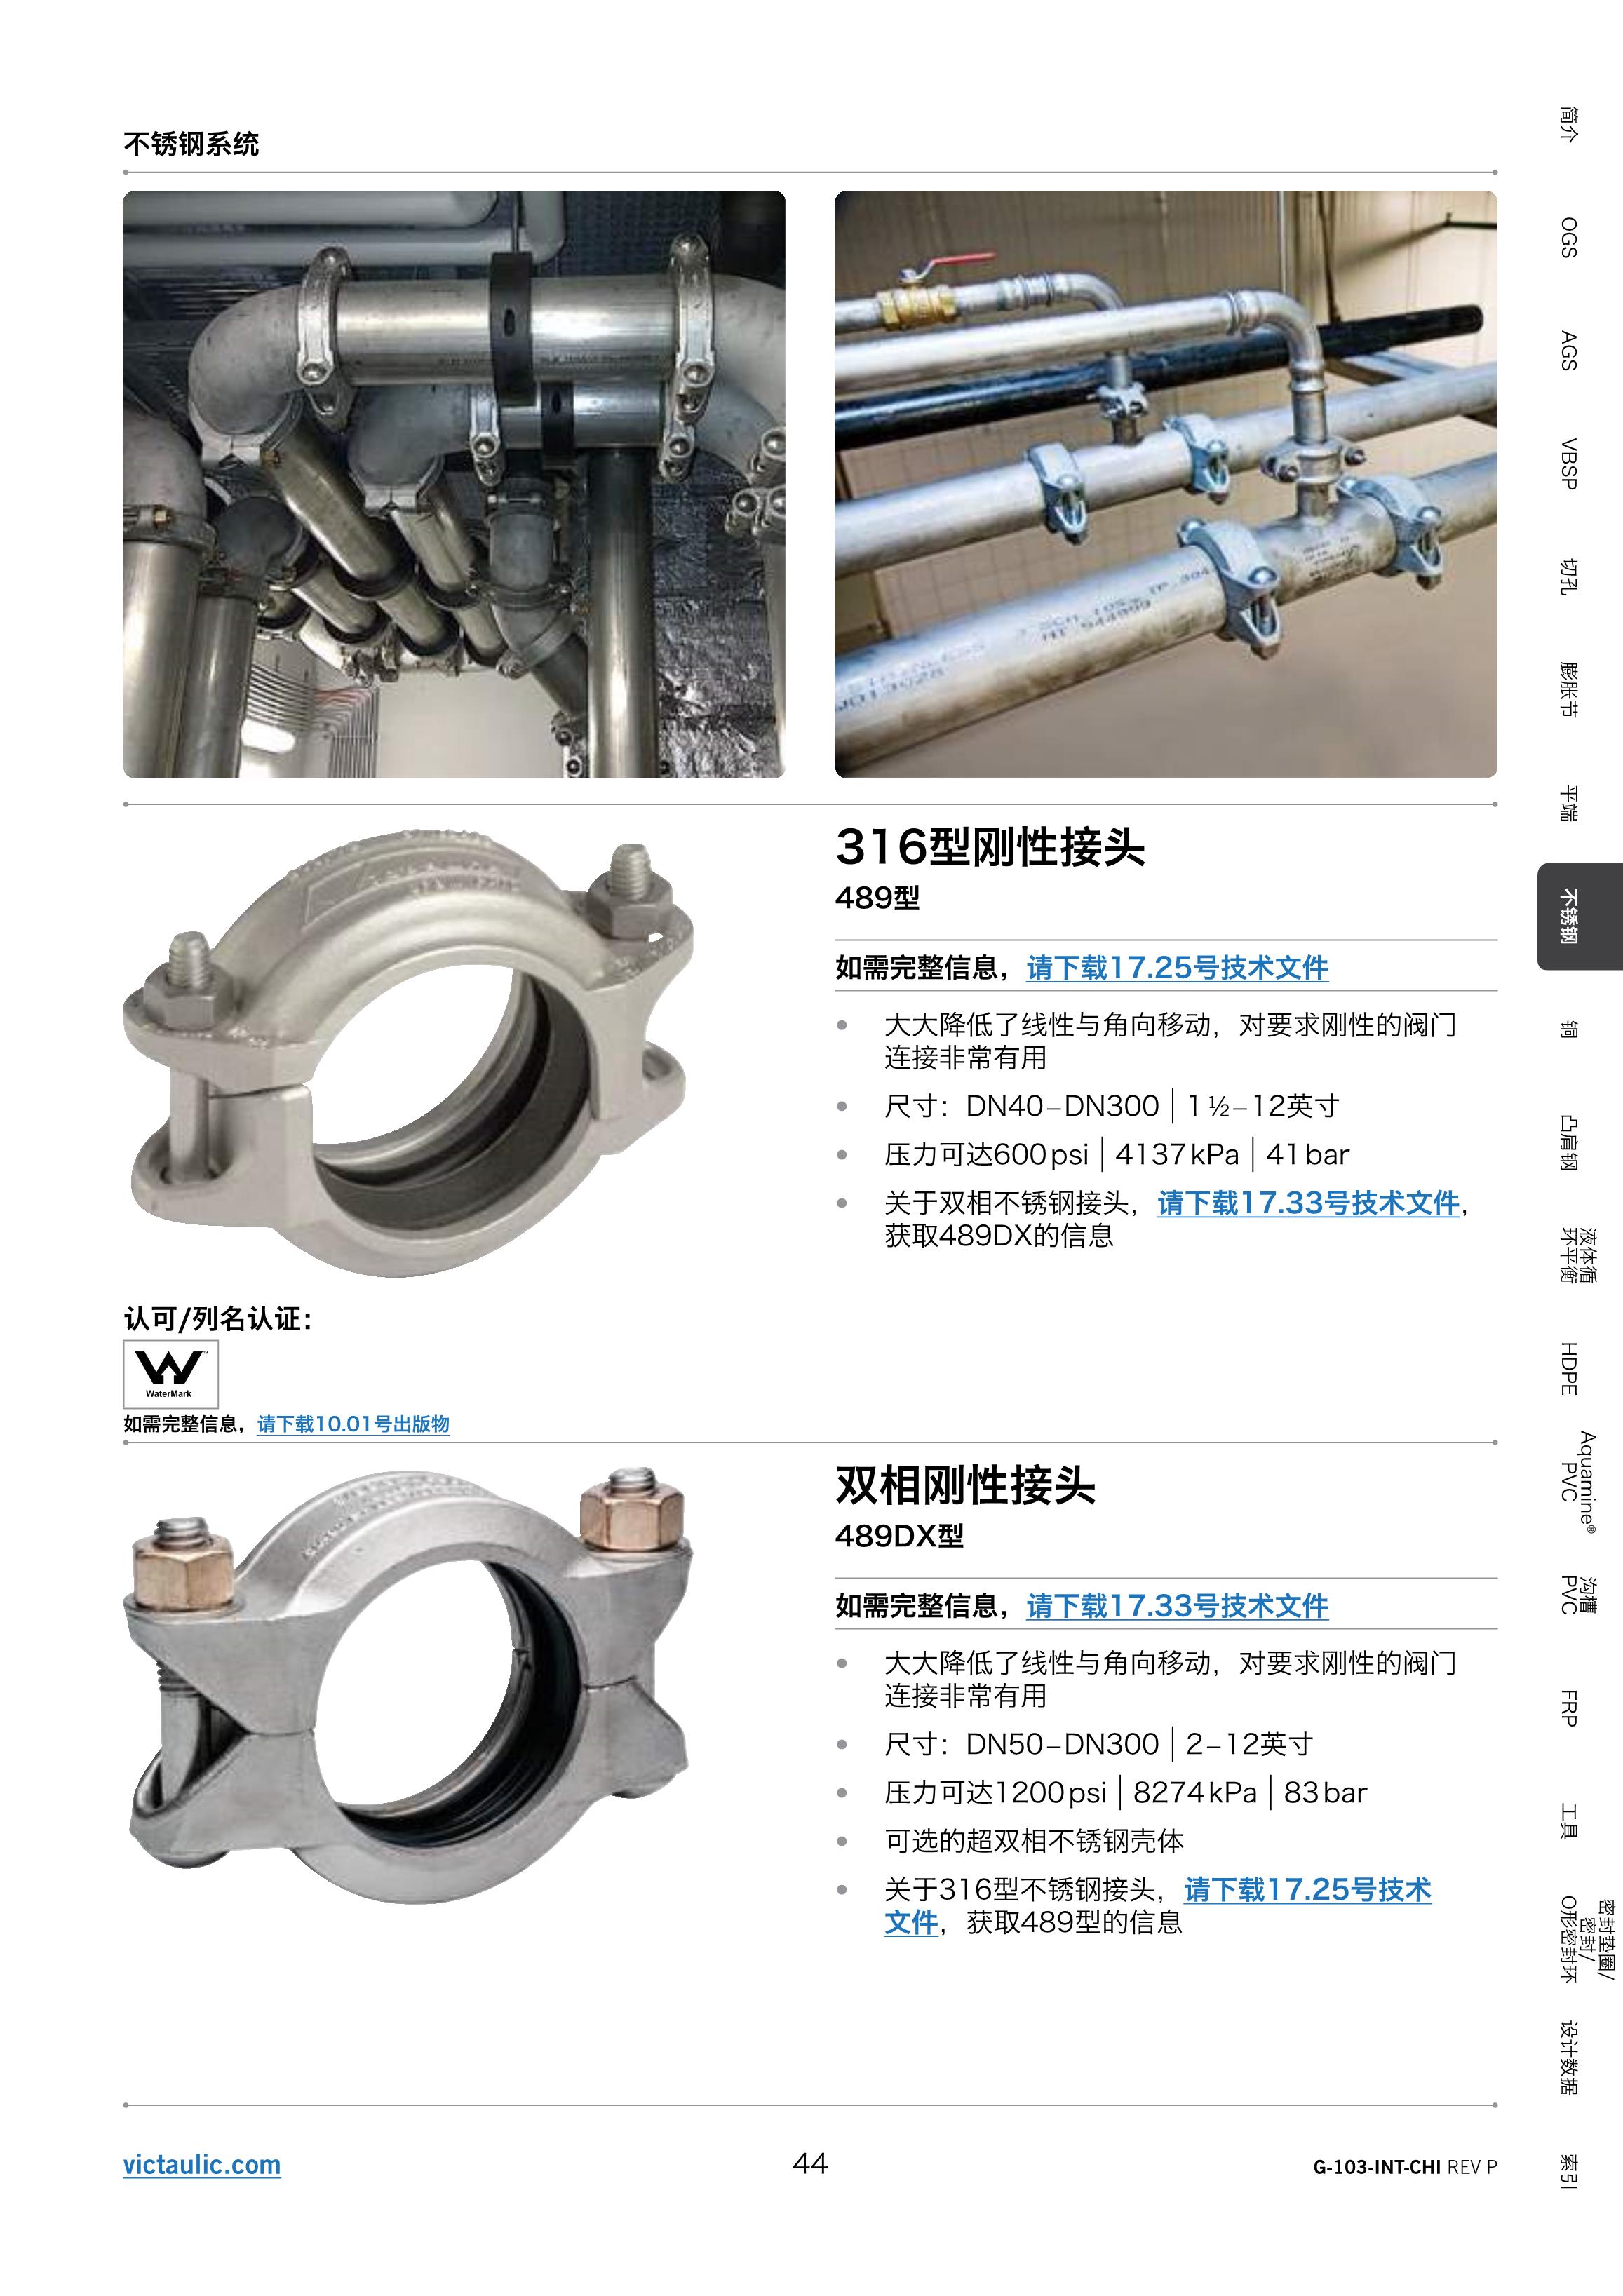 不锈钢系统
316型刚性接头
489型
如需完整信息，请下载17.25号技术文件
• 大大降低了线性与角向移动，对要求刚性的阀门
连接非常有用
• 尺寸：DN40–DN300 | 1 ½–12英寸
• 压力可达600 psi | 4137 kPa | 41 bar
• 关于双相不锈钢接头，请下载17.33号技术文件，
获取489DX的信息
认可/列名认证：
WaterMark
如需完整信息，请下载10.01号出版物
双相刚性接头
489DX型
如需完整信息，请下载17.33号技术文件
• 大大降低了线性与角向移动，对要求刚性的阀门
连接非常有用
• 尺寸：DN50–DN300 | 2–12英寸
• 压力可达1200 psi | 8274 kPa | 83 bar
• 可选的超双相不锈钢壳体
• 关于316型不锈钢接头，请下载17.25号技术
文件，获取489型的信息
victaulic.com
44
G-103-INT-CHI REV P
简介
OGS
AGS
VBSP
切孔
膨胀节
平端
不锈钢
铜
凸肩钢
液体循
环平衡
HDPE
Aquamine®
PVC
沟槽
PVC
FRP
工具
密封垫圈/
密封/
O形密封环
设计数据
索引